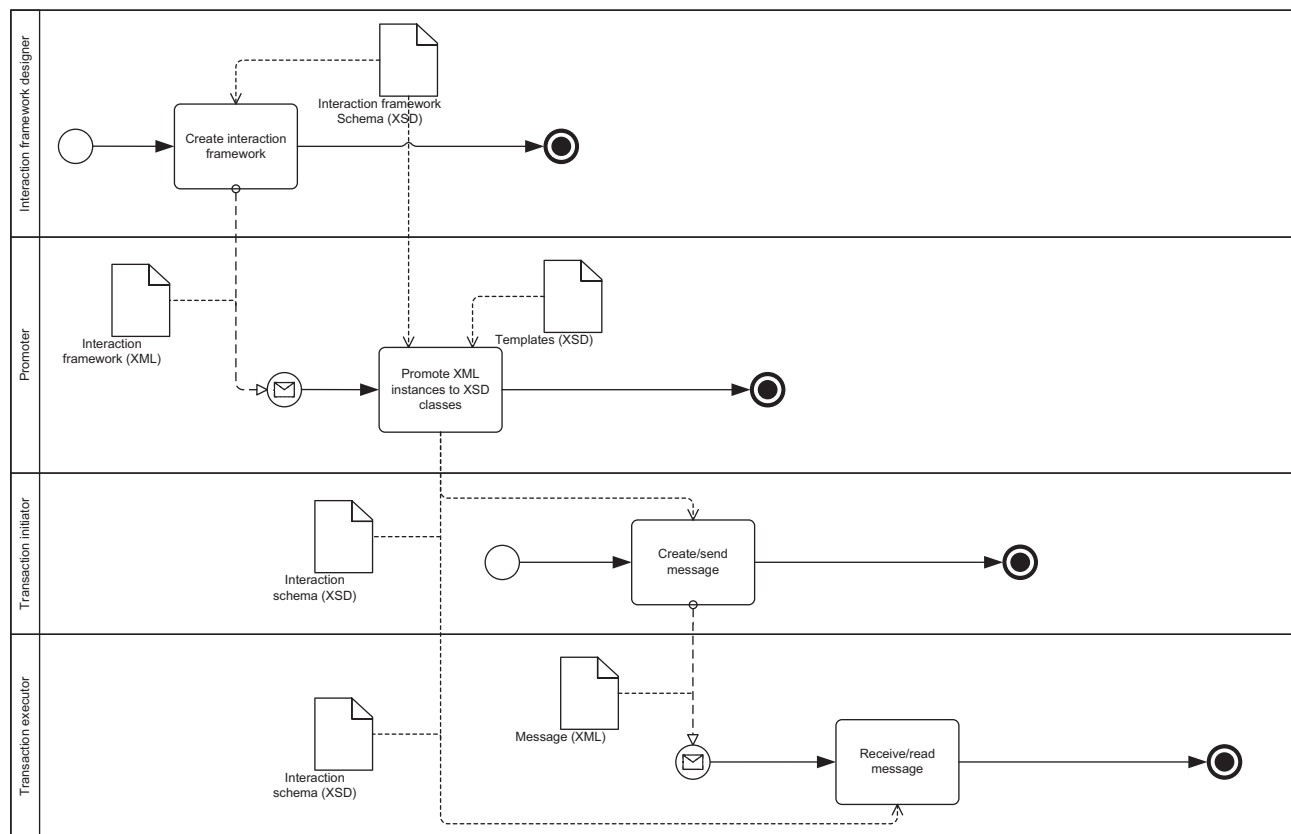 Interaction framework designer
Interaction framework
Schema (XSD)
Create interaction
framework
Promoter
Interaction
framework (XML)
Templates (XSD)
Promote XML
instances to XSD
classes
Transaction initiator
Interaction
schema (XSD)
Create/send
message
Transaction executor
Interaction
schema (XSD)
Message (XML)
Receive/read
message